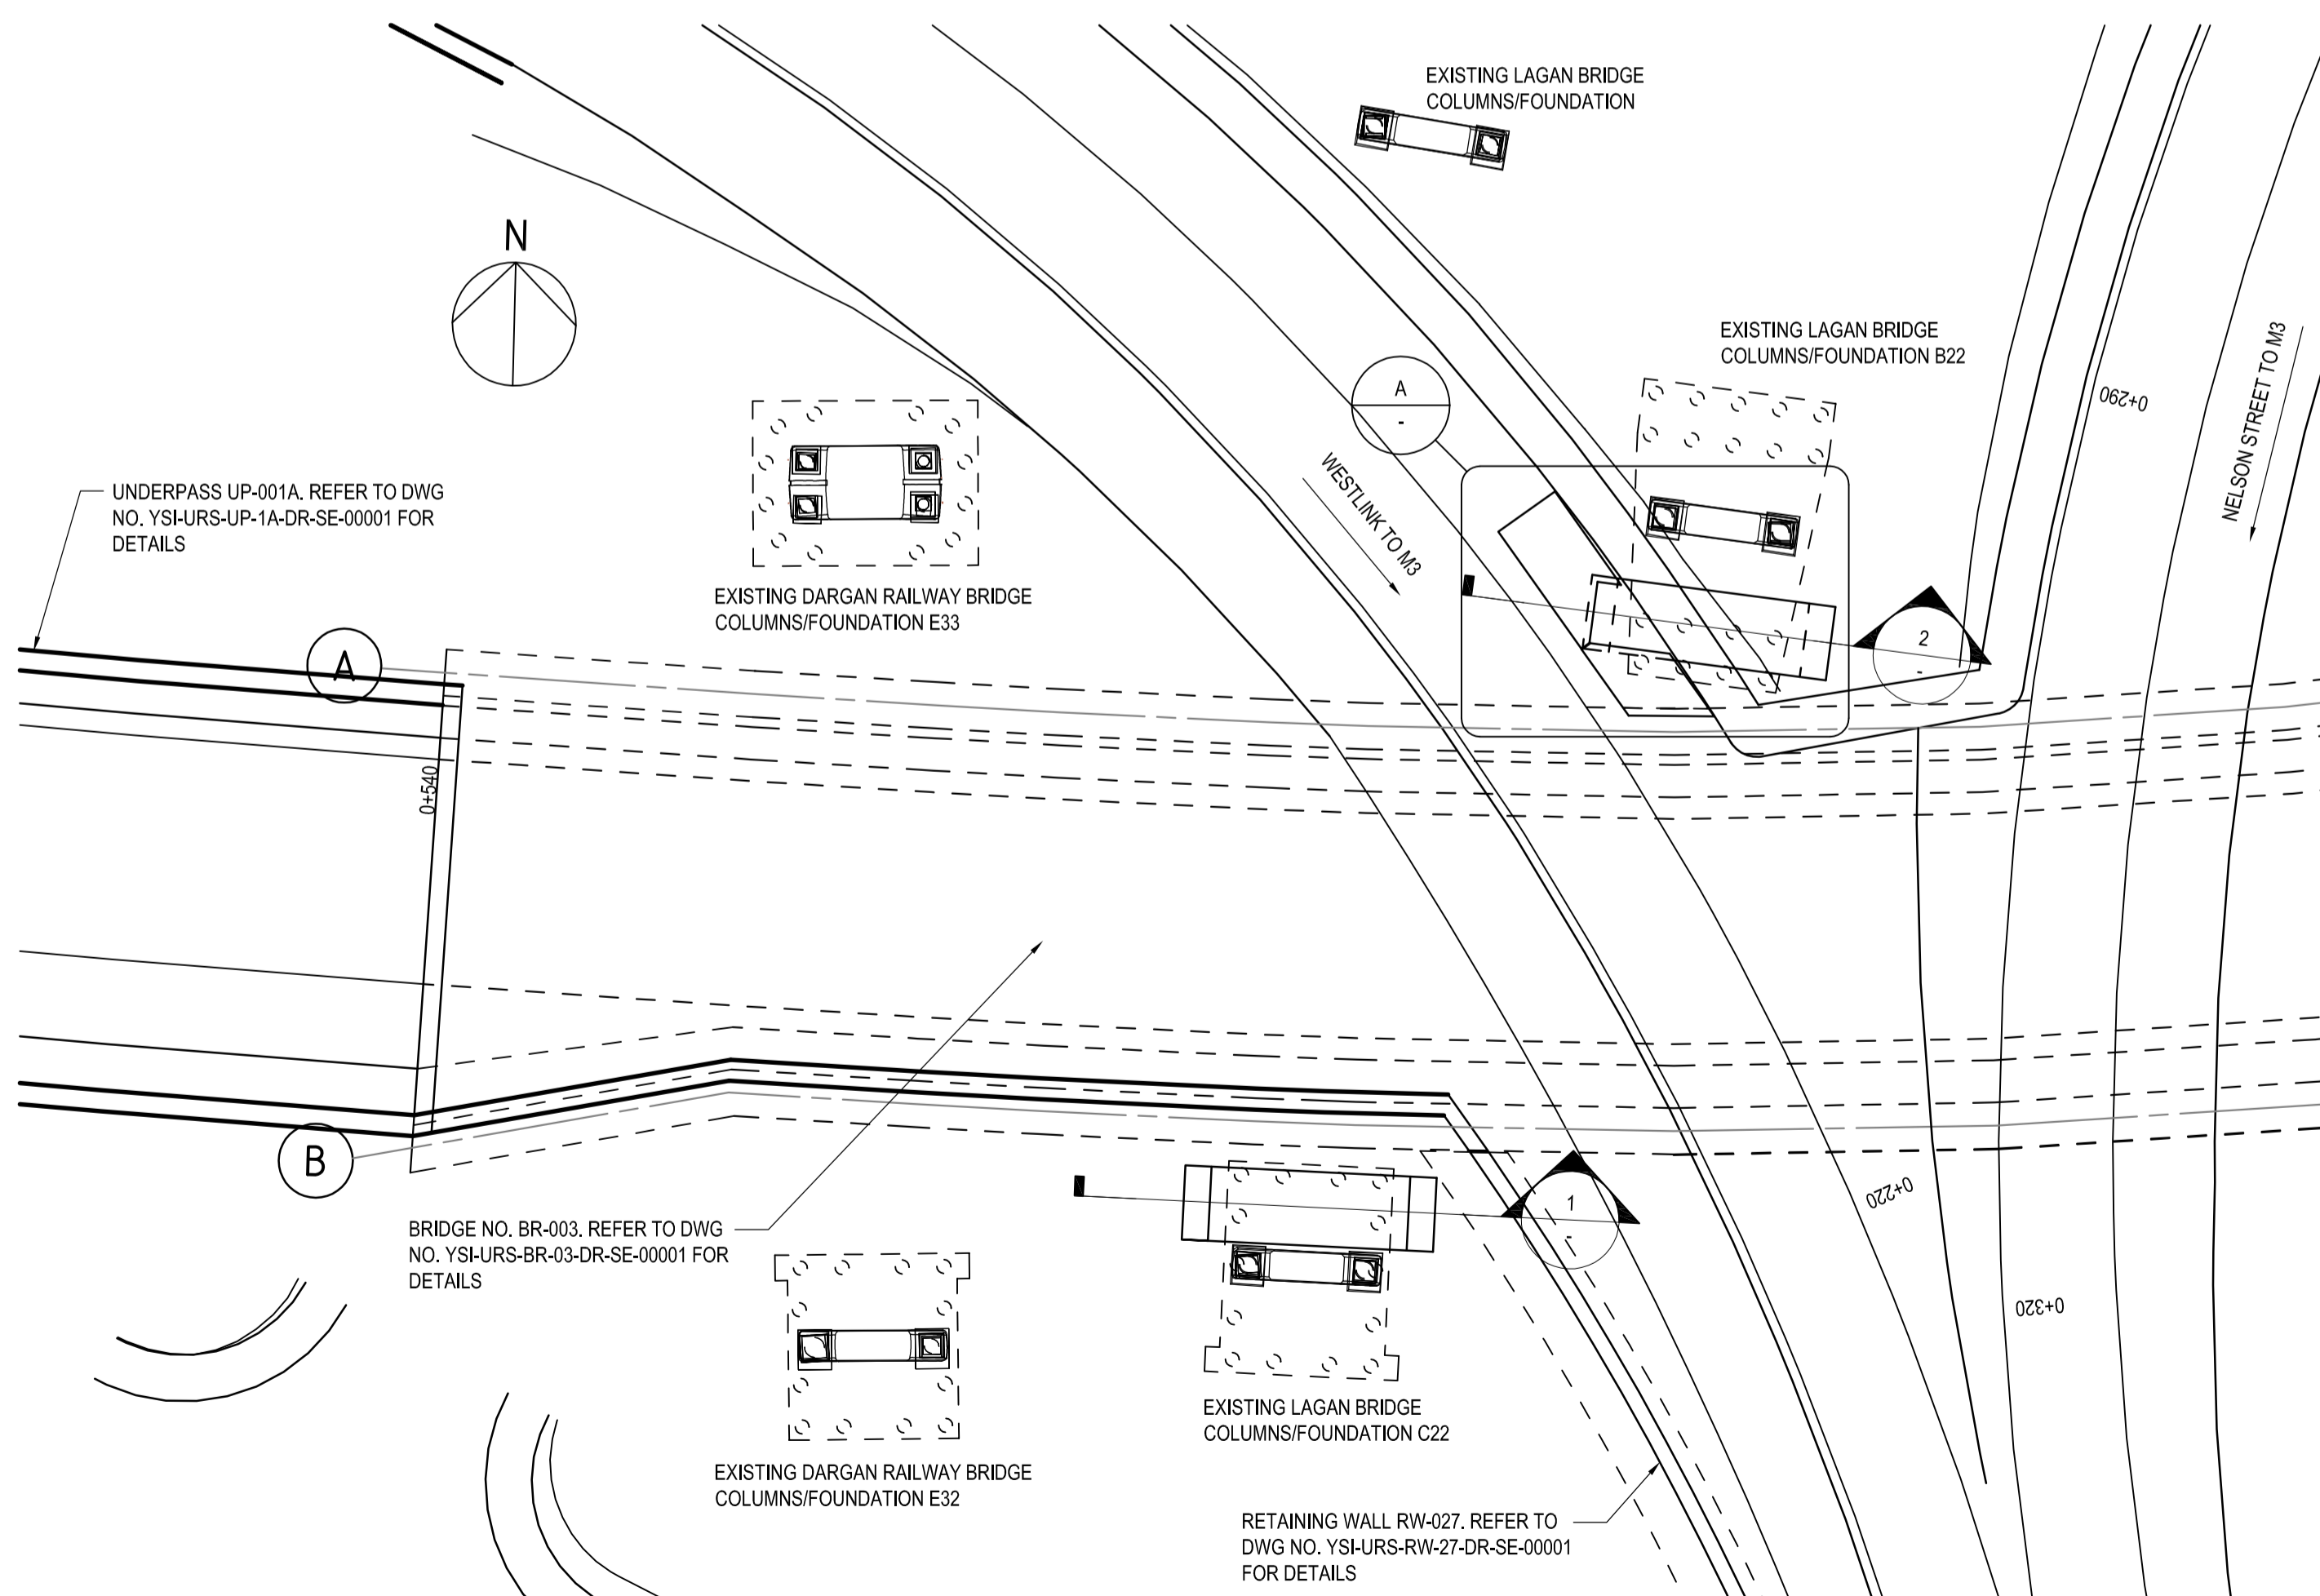 EXISTING LAGAN BRIDGE
COLUMNS/FOUNDATION
N
EXISTING LAGAN BRIDGE
COLUMNS/FOUNDATION B22
A
-
0+290
NELSON STREET TO M3
WESTLINK TO M3
UNDERPASS UP-001A. REFER TO DWG
NO. YSI-URS-UP-1A-DR-SE-00001 FOR
DETAILS
EXISTING DARGAN RAILWAY BRIDGE
COLUMNS/FOUNDATION E33
A
2
-
0+540
B
1
-
0+220
BRIDGE NO. BR-003. REFER TO DWG
NO. YSI-URS-BR-03-DR-SE-00001 FOR
DETAILS
0+320
EXISTING LAGAN BRIDGE
COLUMNS/FOUNDATION C22
EXISTING DARGAN RAILWAY BRIDGE
COLUMNS/FOUNDATION E32
RETAINING WALL RW-027. REFER TO
DWG NO. YSI-URS-RW-27-DR-SE-00001
FOR DETAILS